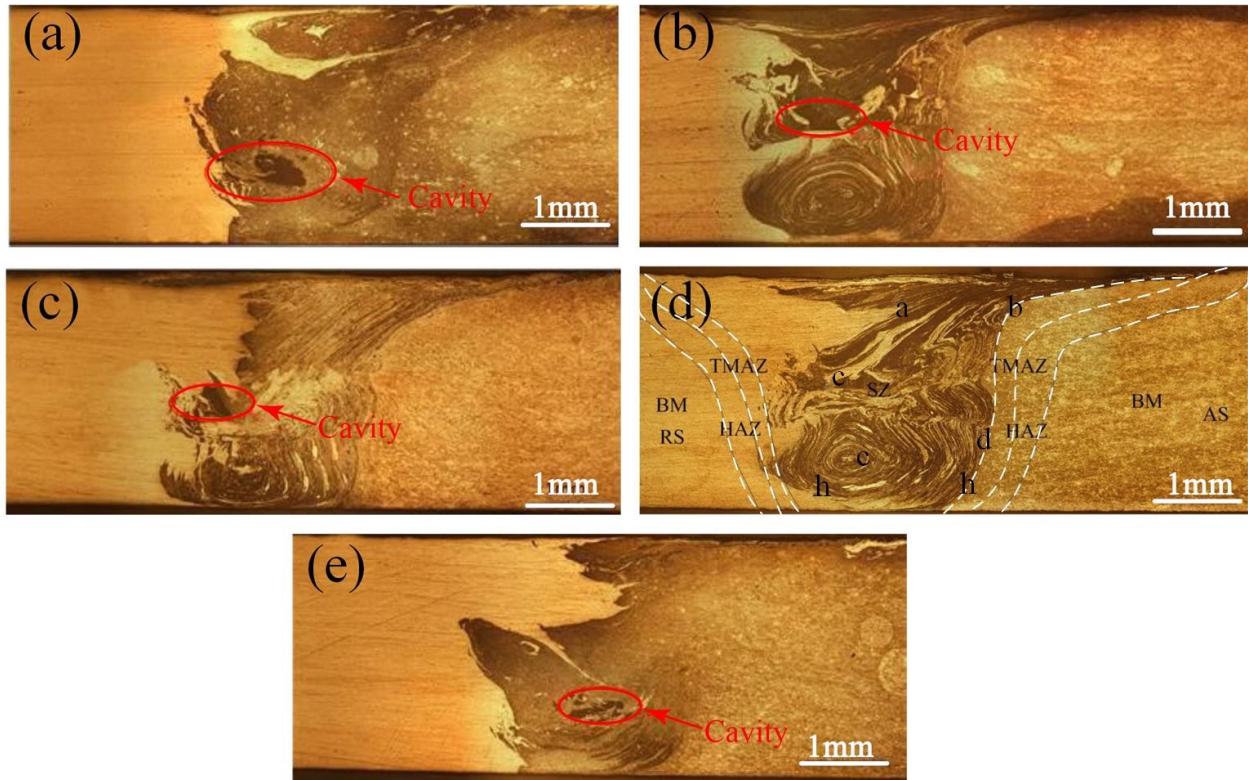 (a)
Cavity
1mm
(b)
Cavity
1mm
(c)
Cavity
1mm
(d)
a
b
TMAZ
TMAZ
c
SZ
BM
BM
AS
RS
HAZ
d
HAZ
c
h
h
1mm
(e)
Cavity
1mm